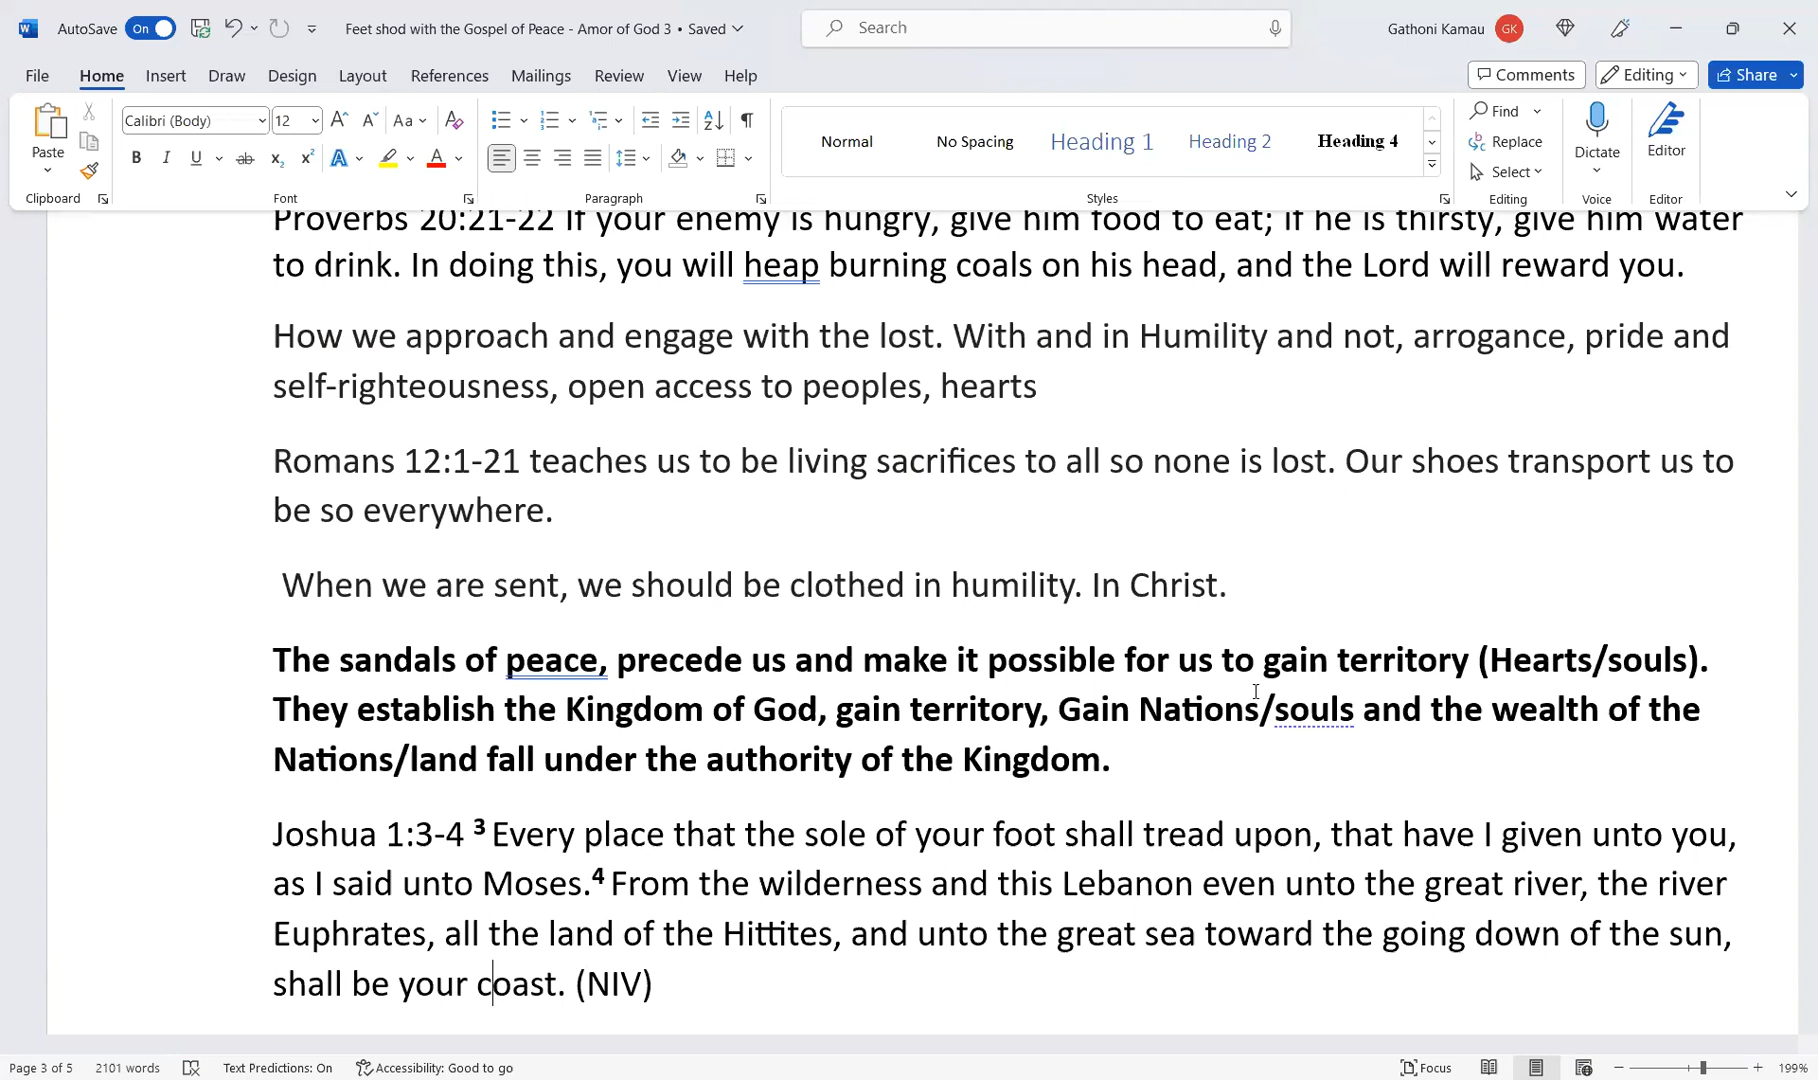 AutoSave On Feet shod with the Gospel of Peace - Amor of God 3 • Saved Search Gathoni Kamau GK
File Home Insert Draw Design Layout References Mailings Review View Help Comments Editing Share
Paste
Clipboard
Calibri (Body) 12
Font
Paragraph
Normal No Spacing Heading 1 Heading 2 Heading 4
Styles
Find
Replace
Select
Editing
Dictate
Voice
Editor
Editor
Proverbs 20:21-22 If your enemy is hungry, give him food to eat; if he is thirsty, give him water
to drink. In doing this, you will heap burning coals on his head, and the Lord will reward you.
How we approach and engage with the lost. With and in Humility and not, arrogance, pride and
self-righteousness, open access to peoples, hearts
Romans 12:1-21 teaches us to be living sacrifices to all so none is lost. Our shoes transport us to
be so everywhere.
When we are sent, we should be clothed in humility. In Christ.
The sandals of peace, precede us and make it possible for us to gain territory (Hearts/souls).
They establish the Kingdom of God, gain territory, Gain Nations/souls and the wealth of the
Nations/land fall under the authority of the Kingdom.
Joshua 1:3-4 ³ Every place that the sole of your foot shall tread upon, that have I given unto you,
as I said unto Moses.⁴ From the wilderness and this Lebanon even unto the great river, the river
Euphrates, all the land of the Hittites, and unto the great sea toward the going down of the sun,
shall be your coast. (NIV)
Page 3 of 5 2101 words Text Predictions: On Accessibility: Good to go Focus 199%